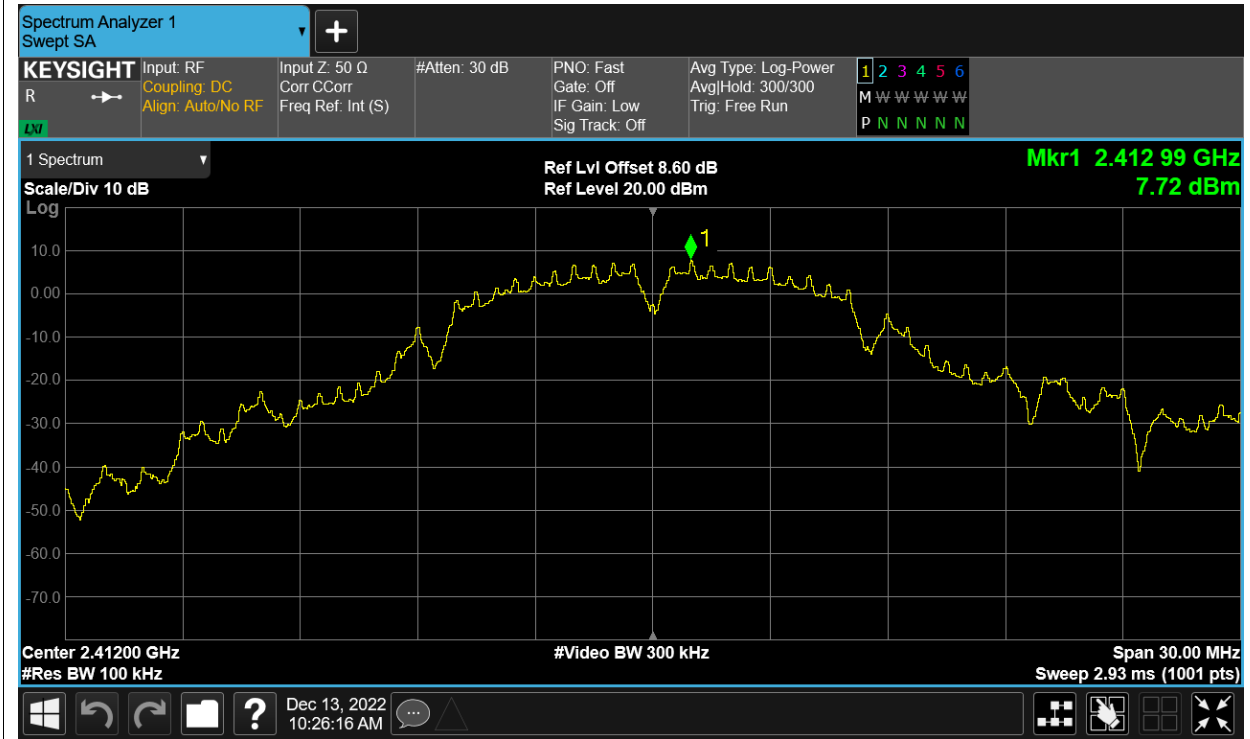 Spectrum Analyzer 1
Swept SA
KEYSIGHT
R
LXI
Input: RF
Coupling: DC
Align: Auto/No RF
Input Z: 50 Ω
Corr CCorr
Freq Ref: Int (S)
#Atten: 30 dB
PNO: Fast
Gate: Off
IF Gain: Low
Sig Track: Off
Avg Type: Log-Power
Avg|Hold: 300/300
Trig: Free Run
1 2 3 4 5 6
M W W W W W
P N N N N N
1 Spectrum
Scale/Div 10 dB
Log
Ref Lvl Offset 8.60 dB
Ref Level 20.00 dBm
Mkr1 2.412 99 GHz
7.72 dBm
1
10.0
0.00
-10.0
-20.0
-30.0
-40.0
-50.0
-60.0
-70.0
Center 2.41200 GHz
#Res BW 100 kHz
#Video BW 300 kHz
Span 30.00 MHz
Sweep 2.93 ms (1001 pts)
?
Dec 13, 2022
10:26:16 AM